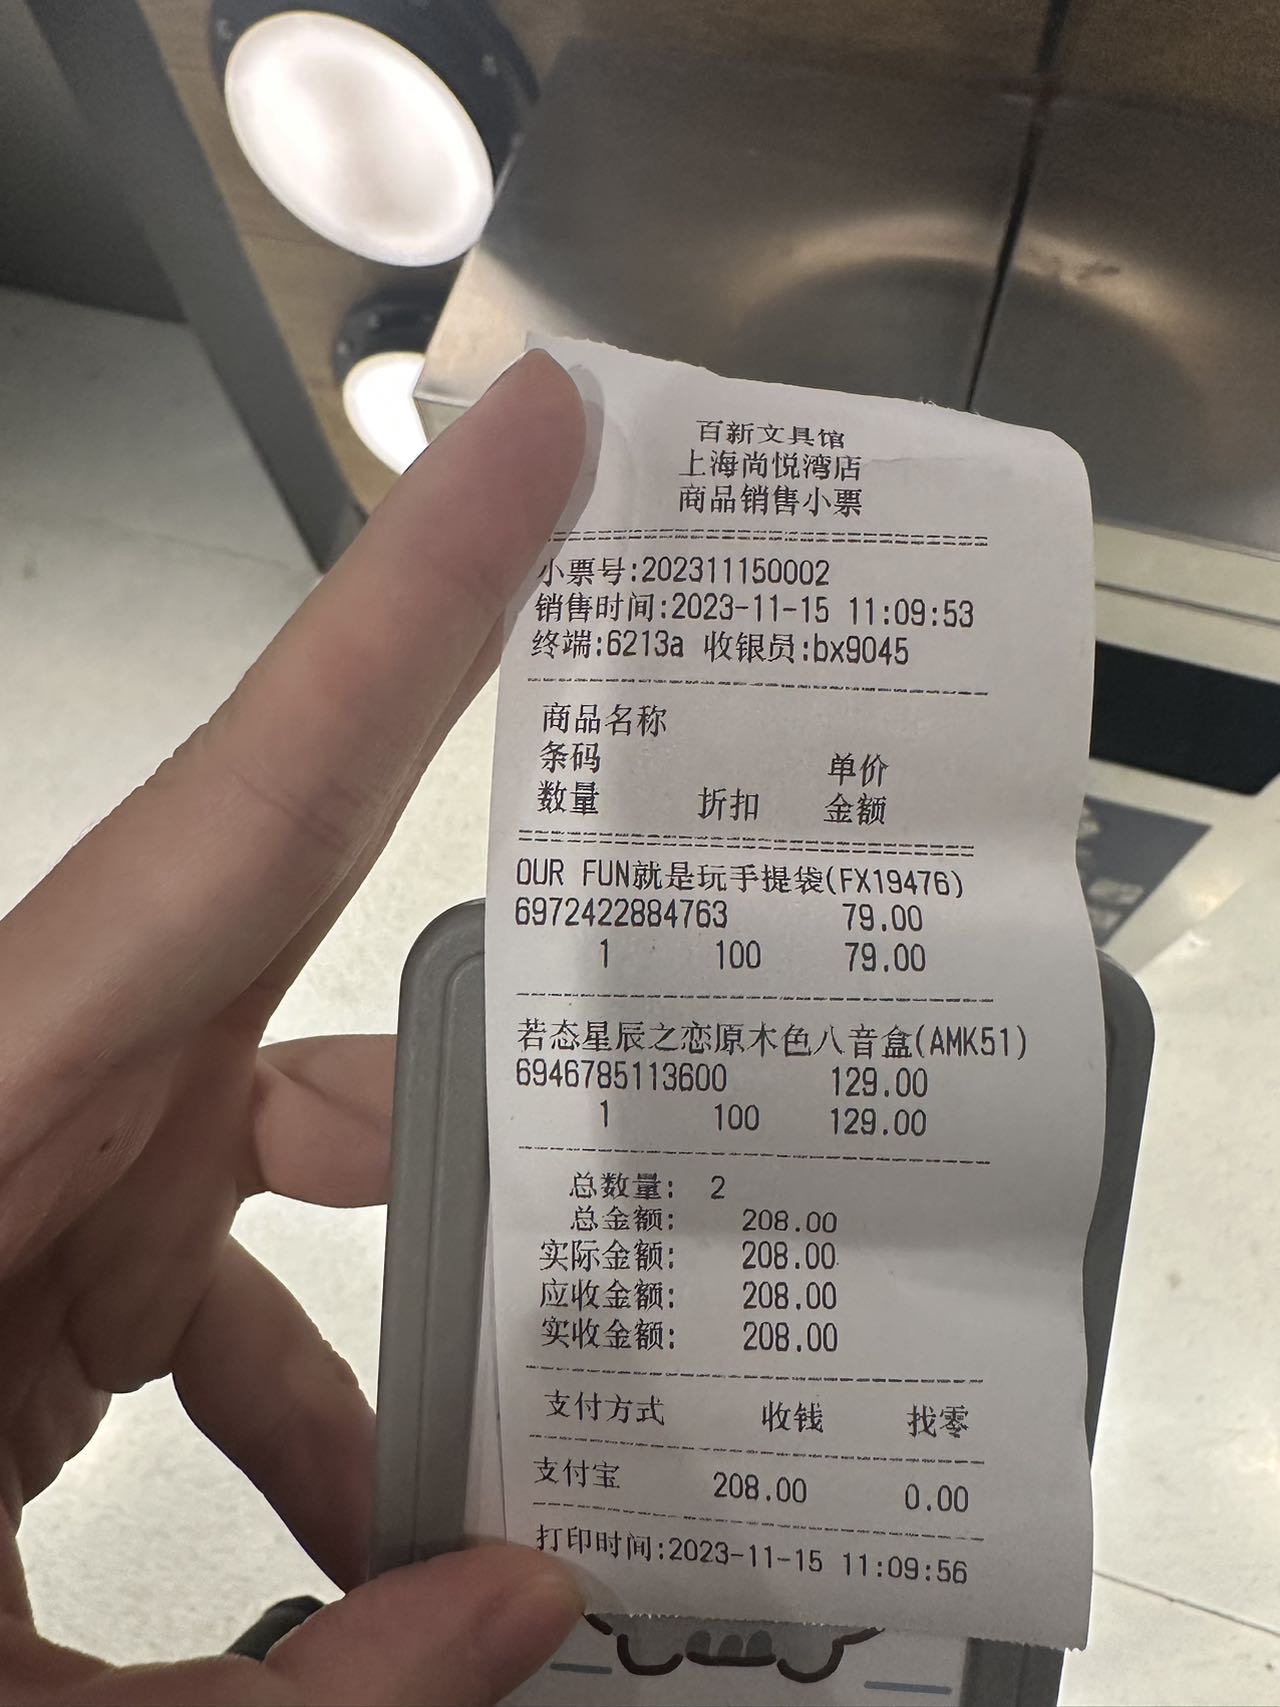 百新文具馆
上海尚悦湾店
商品销售小票
小票号:202311150002
销售时间:2023-11-15 11:09:53
终端:6213a 收银员:bx9045
商品名称
条码 单价
数量 折扣 金额
OUR FUN就是玩手提袋(FX19476)
6972422884763 79.00
1 100 79.00
若态星辰之恋原木色八音盒(AMK51)
6946785113600 129.00
1 100 129.00
总数量: 2
总金额: 208.00
实际金额: 208.00
应收金额: 208.00
实收金额: 208.00
支付方式 收钱 找零
支付宝 208.00 0.00
打印时间:2023-11-15 11:09:56